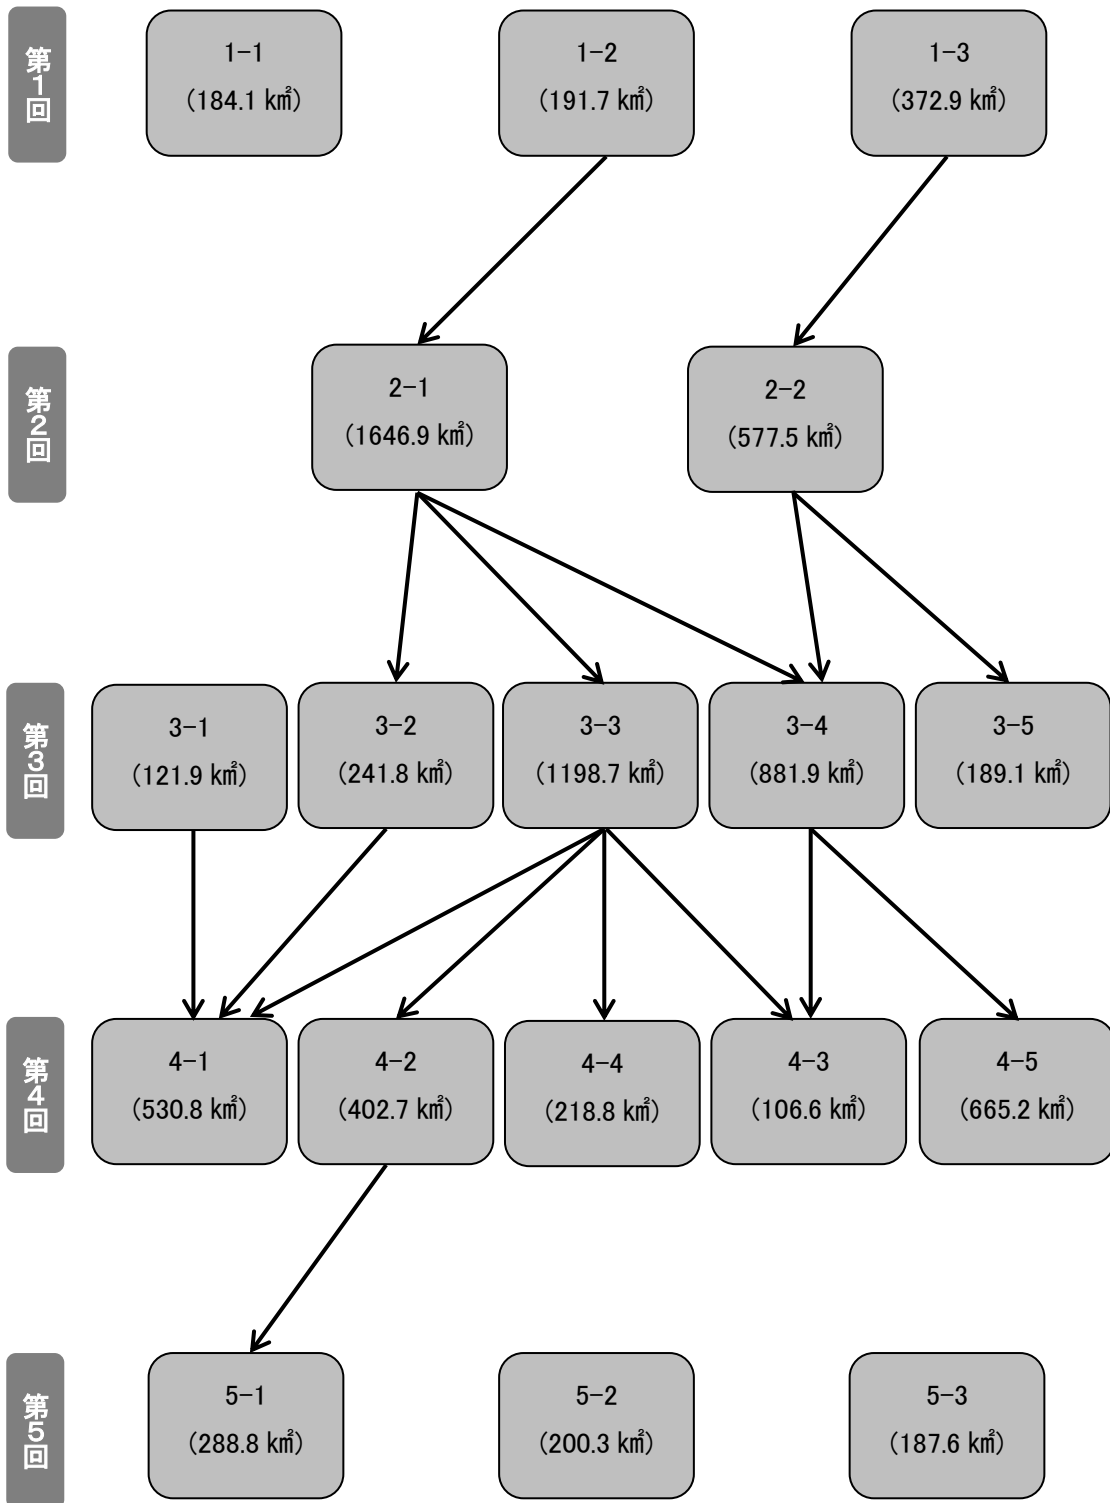 第1回
1-1
(184.1 k㎡)
1-2
(191.7 k㎡)
1-3
(372.9 k㎡)
第2回
2-1
(1646.9 k㎡)
2-2
(577.5 k㎡)
第3回
3-1
(121.9 k㎡)
3-2
(241.8 k㎡)
3-3
(1198.7 k㎡)
3-4
(881.9 k㎡)
3-5
(189.1 k㎡)
第4回
4-1
(530.8 k㎡)
4-2
(402.7 k㎡)
4-4
(218.8 k㎡)
4-3
(106.6 k㎡)
4-5
(665.2 k㎡)
第5回
5-1
(288.8 k㎡)
5-2
(200.3 k㎡)
5-3
(187.6 k㎡)